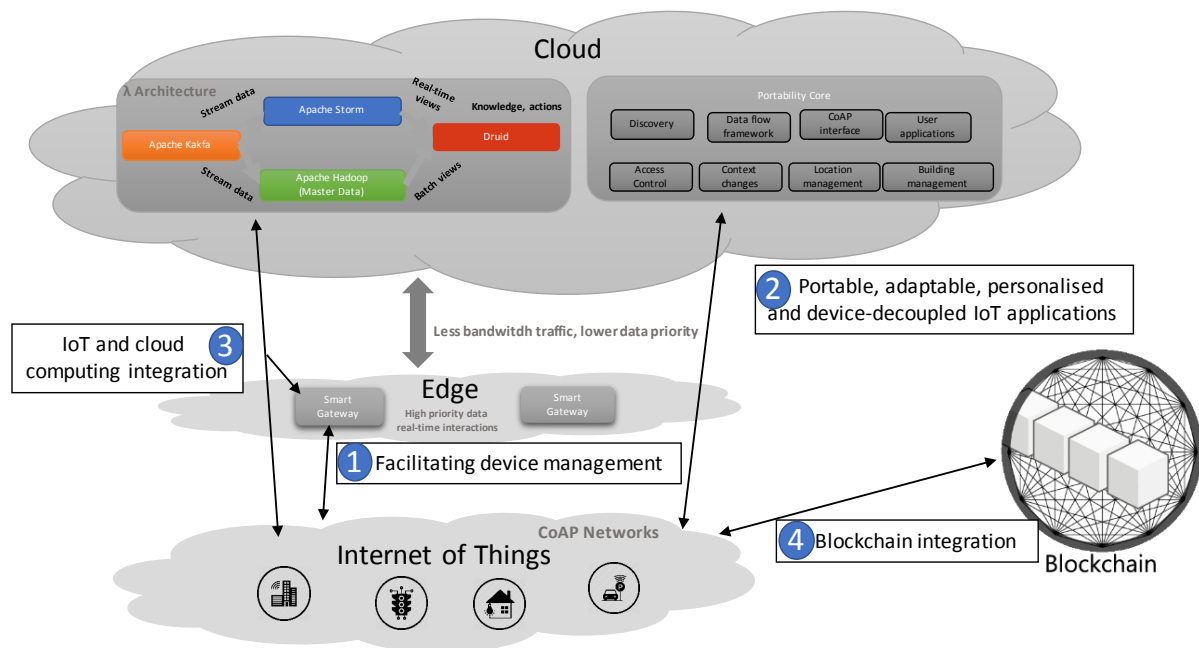 Cloud
λ Architecture
Stream data
Apache Storm
Real-time
views
Knowledge, actions
Apache Kakfa
Druid
Stream data
Apache Hadoop
(Master Data)
Batch views
Portability Core
Discovery
Data flow
framework
CoAP
interface
User
applications
Access
Control
Context
changes
Location
management
Building
management
2
Portable, adaptable, personalised
and device-decoupled IoT applications
Less bandwitdh traffic, lower data priority
3
IoT and cloud
computing integration
Edge
Smart
Gateway
High priority data
real-time interactions
Smart
Gateway
1
Facilitating device management
CoAP Networks
Internet of Things
P
4
Blockchain integration
Blockchain